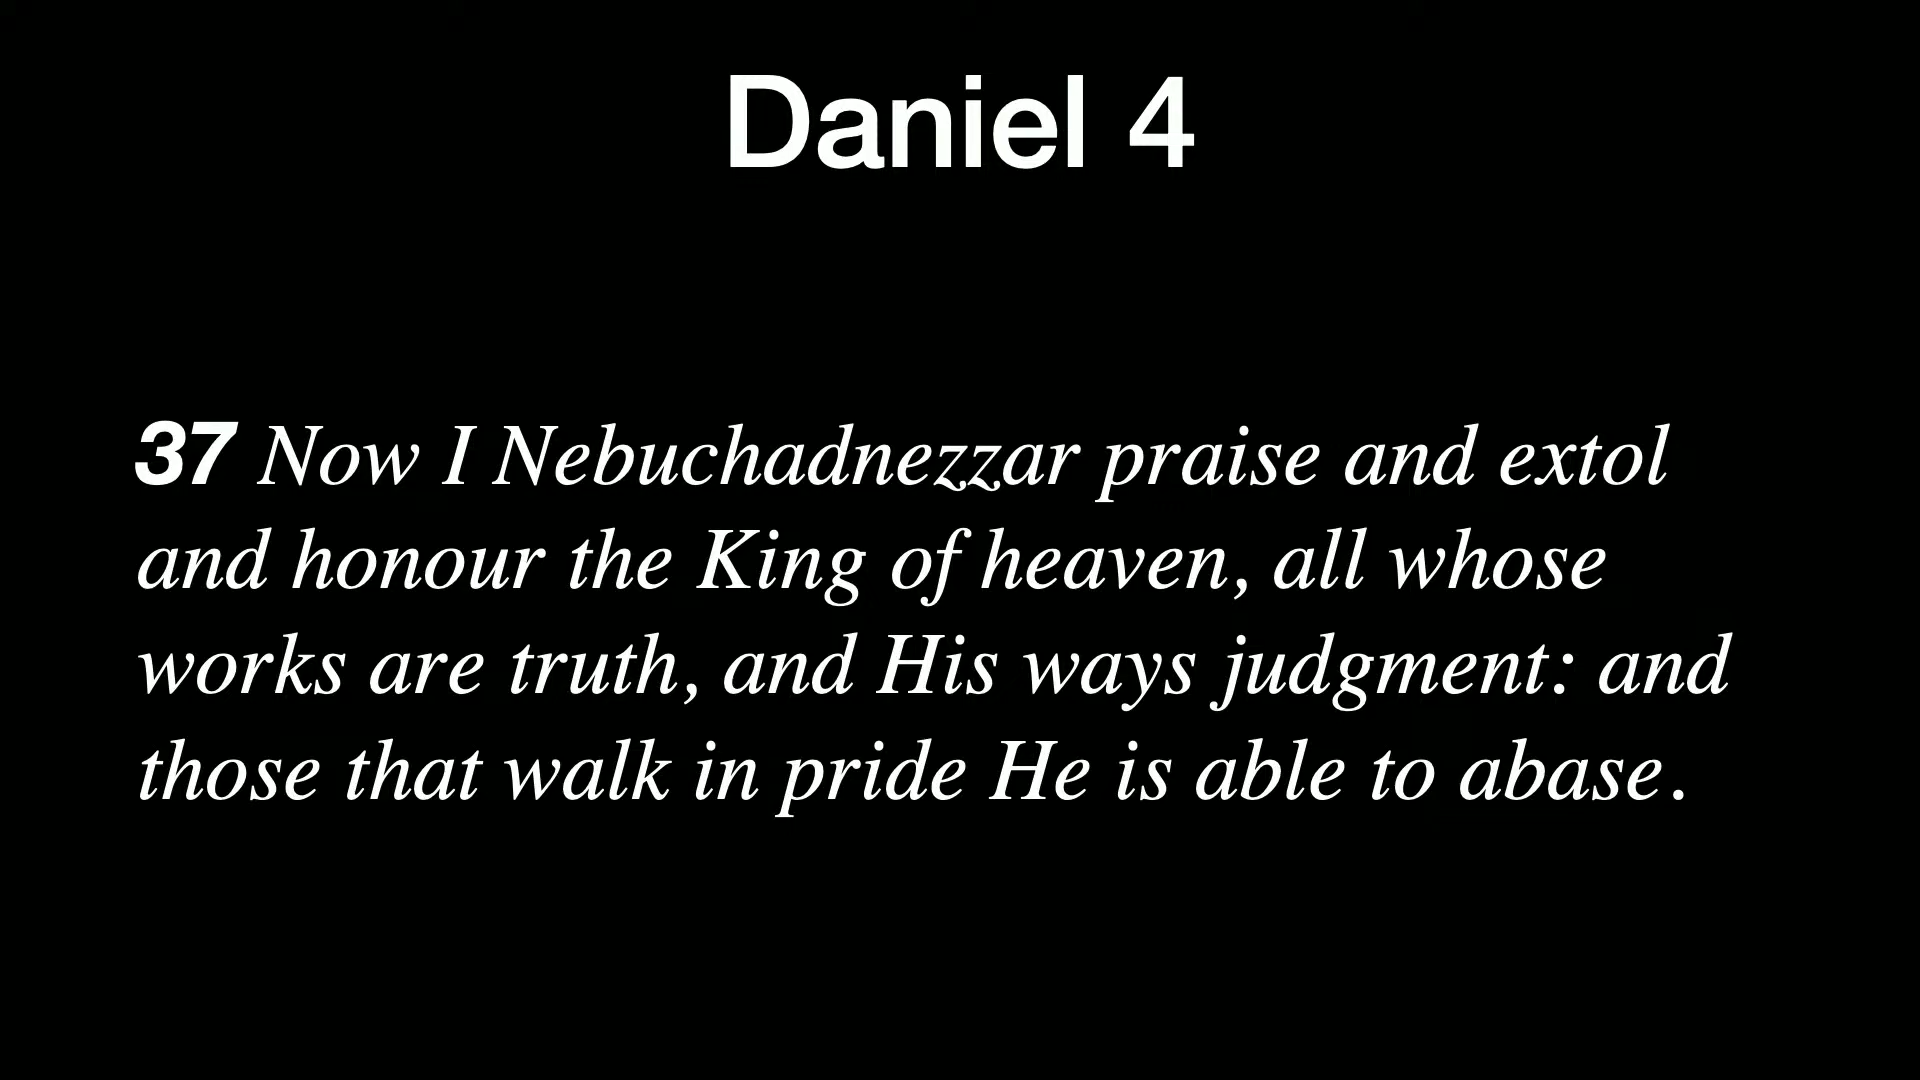 Daniel 4
37 Now I Nebuchadnezzar praise and extol
and honour the King of heaven, all whose
works are truth, and His ways judgment: and
those that walk in pride He is able to abase.